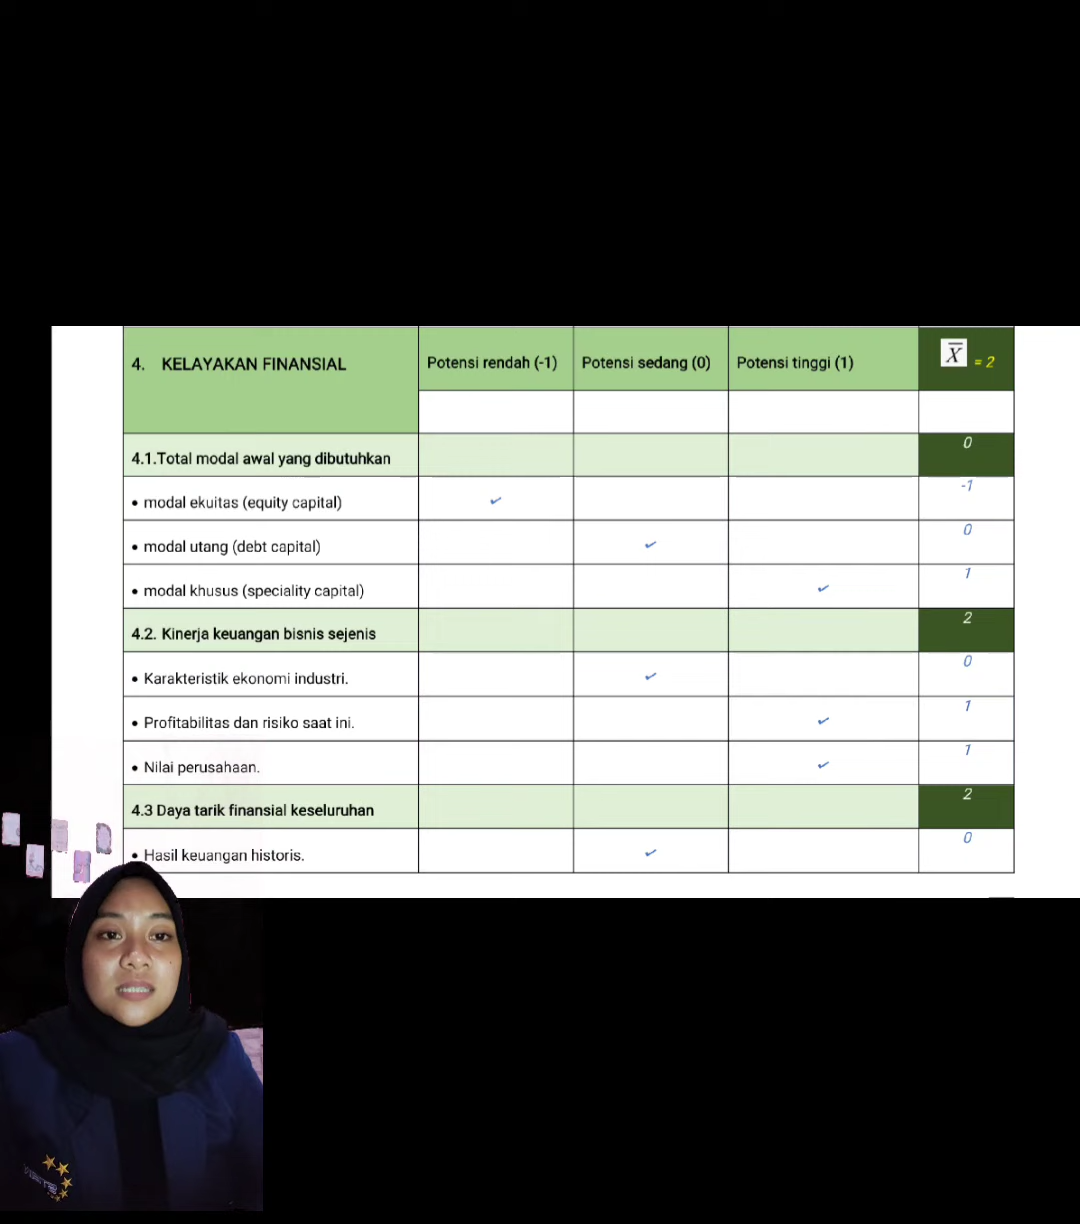 4. KELAYAKAN FINANSIAL Potensi rendah (-1) Potensi sedang (0) Potensi tinggi (1) X̅ = 2
4.1.Total modal awal yang dibutuhkan 0
• modal ekuitas (equity capital) ✓ -1
• modal utang (debt capital) ✓ 0
• modal khusus (speciality capital) ✓ 1
4.2. Kinerja keuangan bisnis sejenis 2
• Karakteristik ekonomi industri. ✓ 0
• Profitabilitas dan risiko saat ini. ✓ 1
• Nilai perusahaan. ✓ 1
4.3 Daya tarik finansial keseluruhan 2
• Hasil keuangan historis. ✓ 0